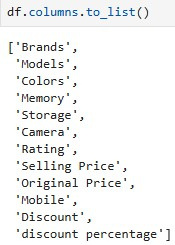 df.columns.to_list()
['Brands',
'Models',
'Colors',
'Memory',
'Storage',
'Camera',
'Rating',
'Selling Price',
'Original Price',
'Mobile',
'Discount',
'discount percentage']